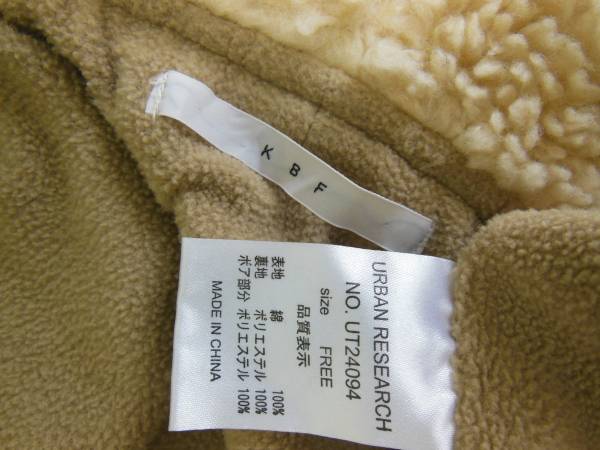 K B F
URBAN RESEARCH
NO. UT24094
size FREE
品質表示
表地 綿 100%
裏地 ポリエステル 100%
ボア部分 ポリエステル 100%
MADE IN CHINA